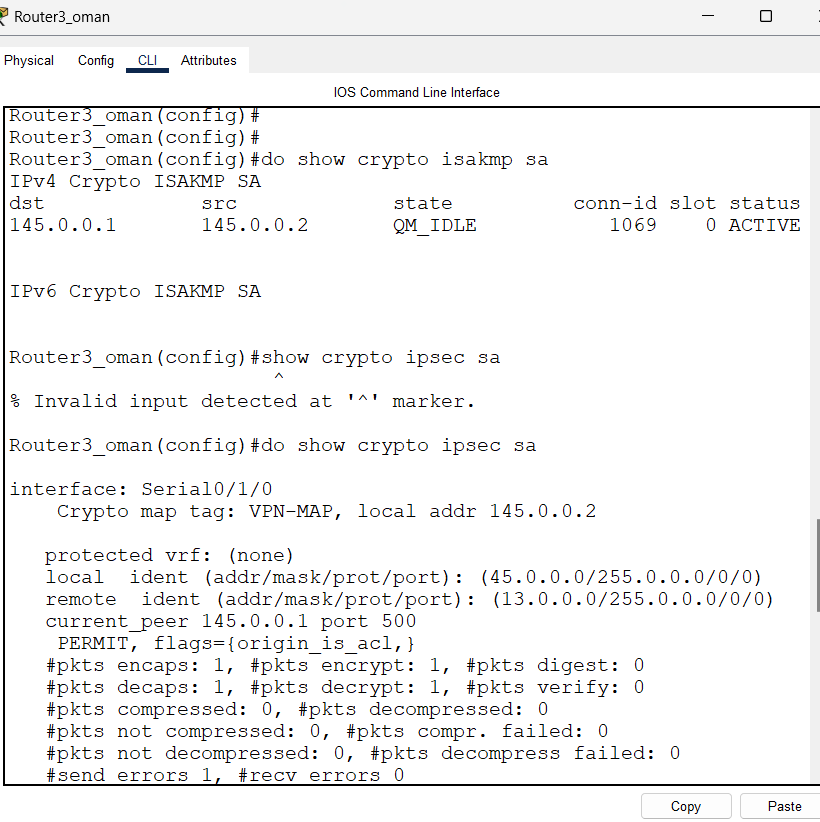 Router3_oman
Physical Config CLI Attributes
IOS Command Line Interface
Router3_oman(config)#
Router3_oman(config)#
Router3_oman(config)#do show crypto isakmp sa
IPv4 Crypto ISAKMP SA
dst src state conn-id slot status
145.0.0.1 145.0.0.2 QM_IDLE 1069 0 ACTIVE
IPv6 Crypto ISAKMP SA
Router3_oman(config)#show crypto ipsec sa
^
% Invalid input detected at '^' marker.
Router3_oman(config)#do show crypto ipsec sa
interface: Serial0/1/0
Crypto map tag: VPN-MAP, local addr 145.0.0.2
protected vrf: (none)
local ident (addr/mask/prot/port): (45.0.0.0/255.0.0.0/0/0)
remote ident (addr/mask/prot/port): (13.0.0.0/255.0.0.0/0/0)
current_peer 145.0.0.1 port 500
PERMIT, flags={origin_is_acl,}
#pkts encaps: 1, #pkts encrypt: 1, #pkts digest: 0
#pkts decaps: 1, #pkts decrypt: 1, #pkts verify: 0
#pkts compressed: 0, #pkts decompressed: 0
#pkts not compressed: 0, #pkts compr. failed: 0
#pkts not decompressed: 0, #pkts decompress failed: 0
#send errors 1, #recv errors 0
Copy Paste